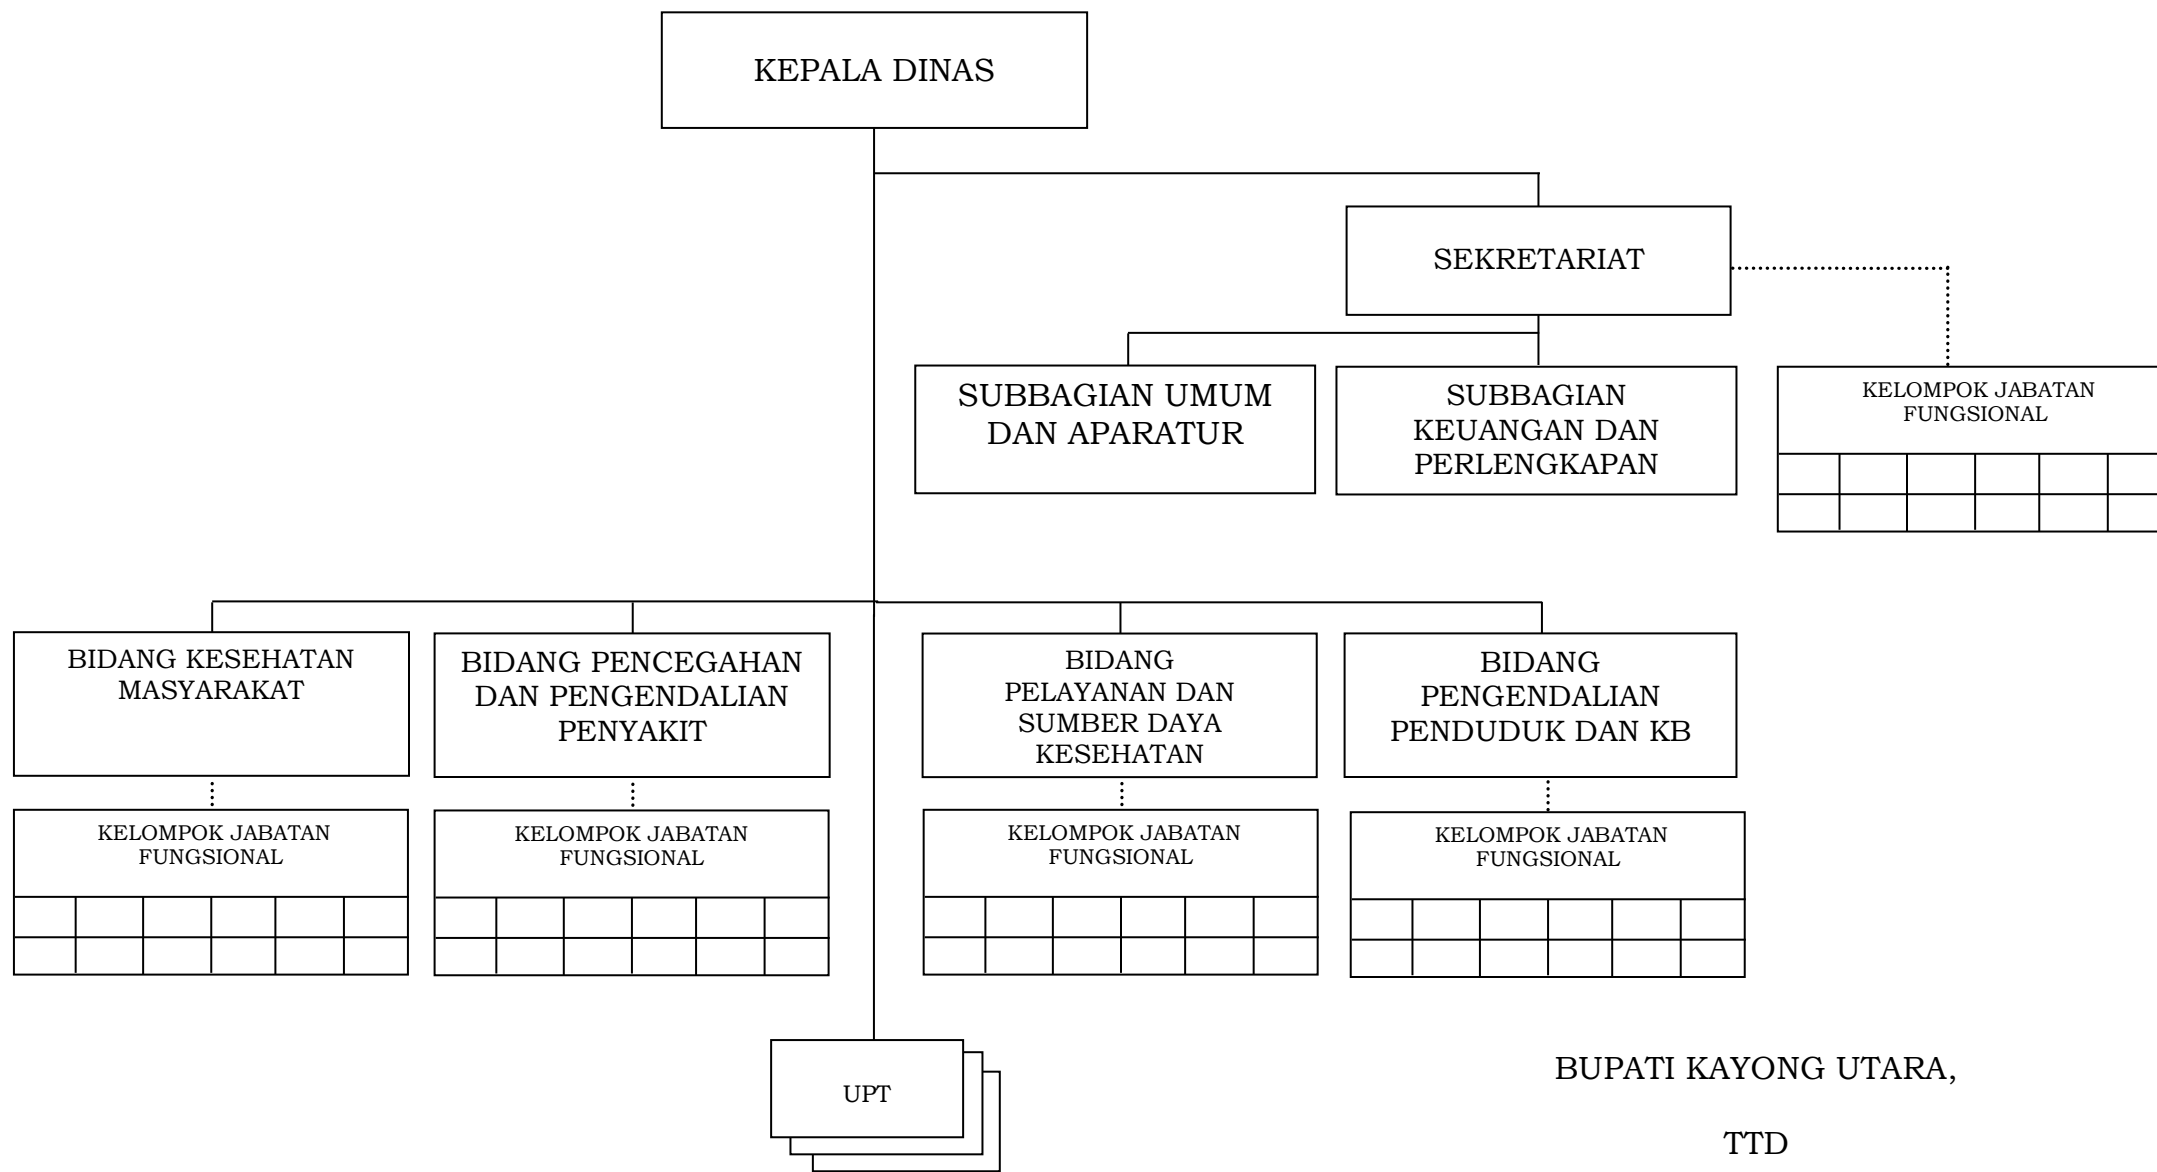 KEPALA DINAS
SEKRETARIAT
SUBBAGIAN UMUM
DAN APARATUR
SUBBAGIAN
KEUANGAN DAN
PERLENGKAPAN
KELOMPOK JABATAN
FUNGSIONAL
BIDANG KESEHATAN
MASYARAKAT
BIDANG PENCEGAHAN
DAN PENGENDALIAN
PENYAKIT
BIDANG
PELAYANAN DAN
SUMBER DAYA
KESEHATAN
BIDANG
PENGENDALIAN
PENDUDUK DAN KB
KELOMPOK JABATAN
FUNGSIONAL
KELOMPOK JABATAN
FUNGSIONAL
KELOMPOK JABATAN
FUNGSIONAL
KELOMPOK JABATAN
FUNGSIONAL
UPT
BUPATI KAYONG UTARA,
TTD